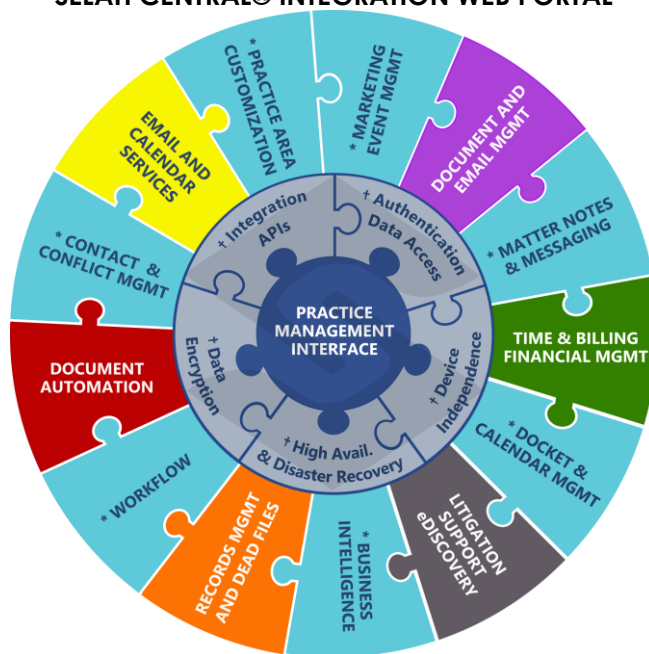 SELAH CENTRAL® INTEGRATION WEB PORTAL
* PRACTICE AREA
CUSTOMIZATION
* MARKETING
EVENT MGMT
DOCUMENT AND
EMAIL MGMT
* MATTER NOTES
& MESSAGING
TIME & BILLING
FINANCIAL MGMT
* DOCKET &
CALENDAR MGMT
LITIGATION
SUPPORT
eDISCOVERY
* BUSINESS
INTELLIGENCE
RECORDS MGMT
AND DEAD FILES
* WORKFLOW
DOCUMENT
AUTOMATION
* CONTACT &
CONFLICT MGMT
EMAIL AND
CALENDAR
SERVICES
† Integration
APIs
† Authentication
Data Access
† Device
Independence
† High Avail.
& Disaster Recovery
† Data
Encryption
PRACTICE
MANAGEMENT
INTERFACE